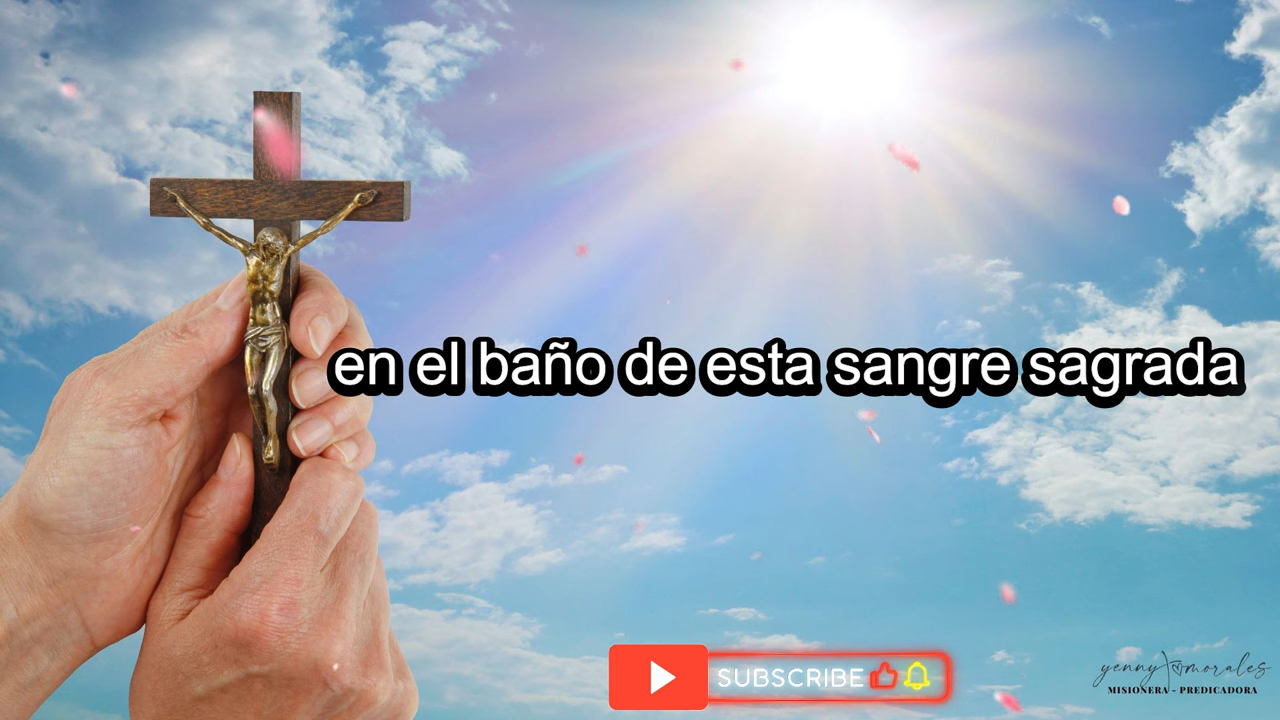 en el baño de esta sangre sagrada
SUBSCRIBE
yenny morales
MISIONERA - PREDICADORA